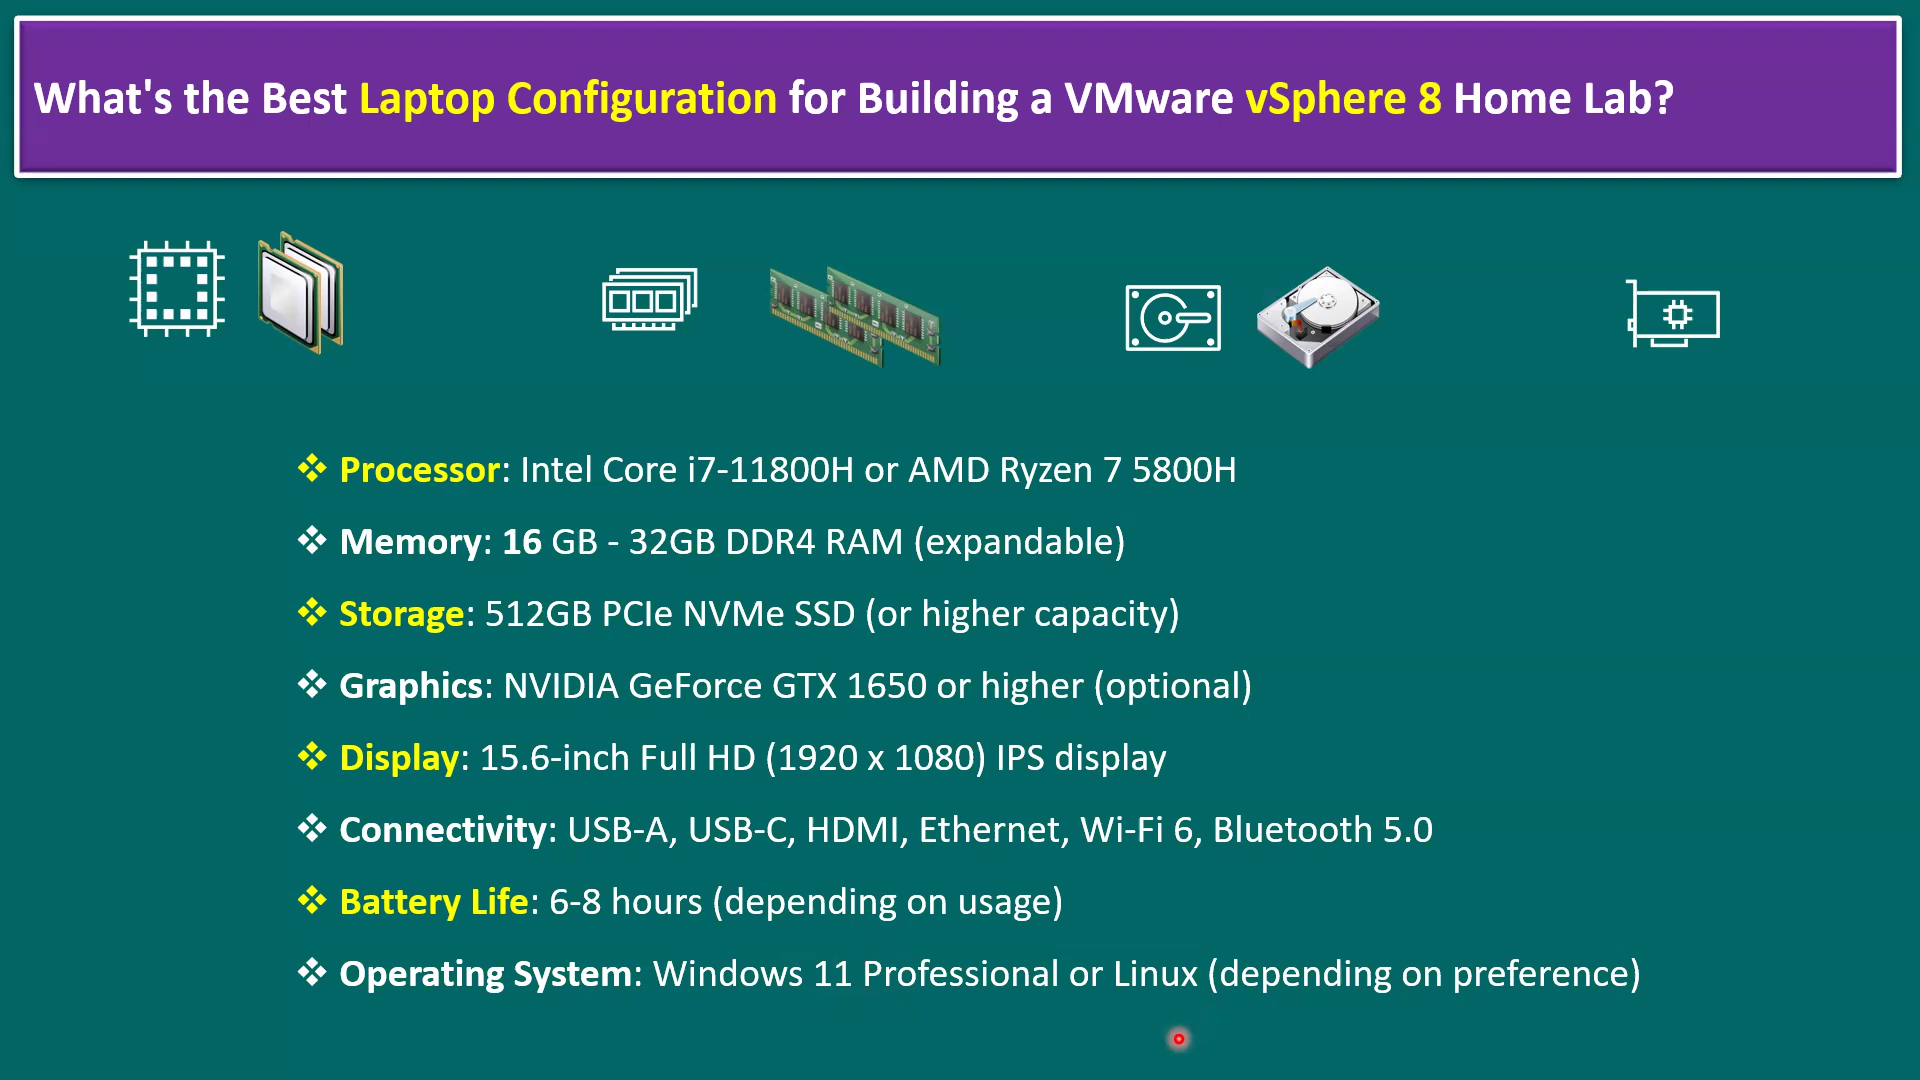 What's the Best Laptop Configuration for Building a VMware vSphere 8 Home Lab?
Processor: Intel Core i7-11800H or AMD Ryzen 7 5800H
Memory: 16 GB - 32GB DDR4 RAM (expandable)
Storage: 512GB PCIe NVMe SSD (or higher capacity)
Graphics: NVIDIA GeForce GTX 1650 or higher (optional)
Display: 15.6-inch Full HD (1920 x 1080) IPS display
Connectivity: USB-A, USB-C, HDMI, Ethernet, Wi-Fi 6, Bluetooth 5.0
Battery Life: 6-8 hours (depending on usage)
Operating System: Windows 11 Professional or Linux (depending on preference)